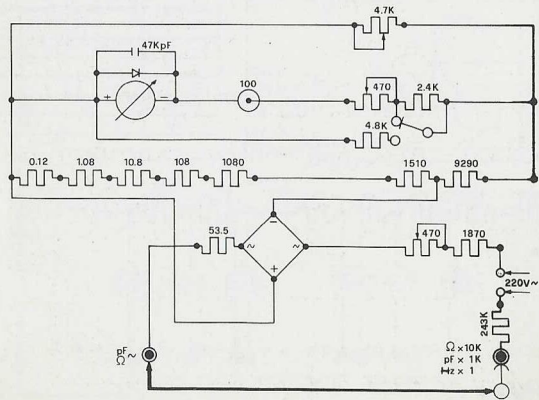 4.7K
47KpF
+
−
100
470
2.4K
4.8K
0.12
1.08
10.8
108
1080
1510
9290
−
53.5
~
~
470
1870
+
220V~
243K
pF
Ω~
Ω×10K
pF×1K
Hz×1